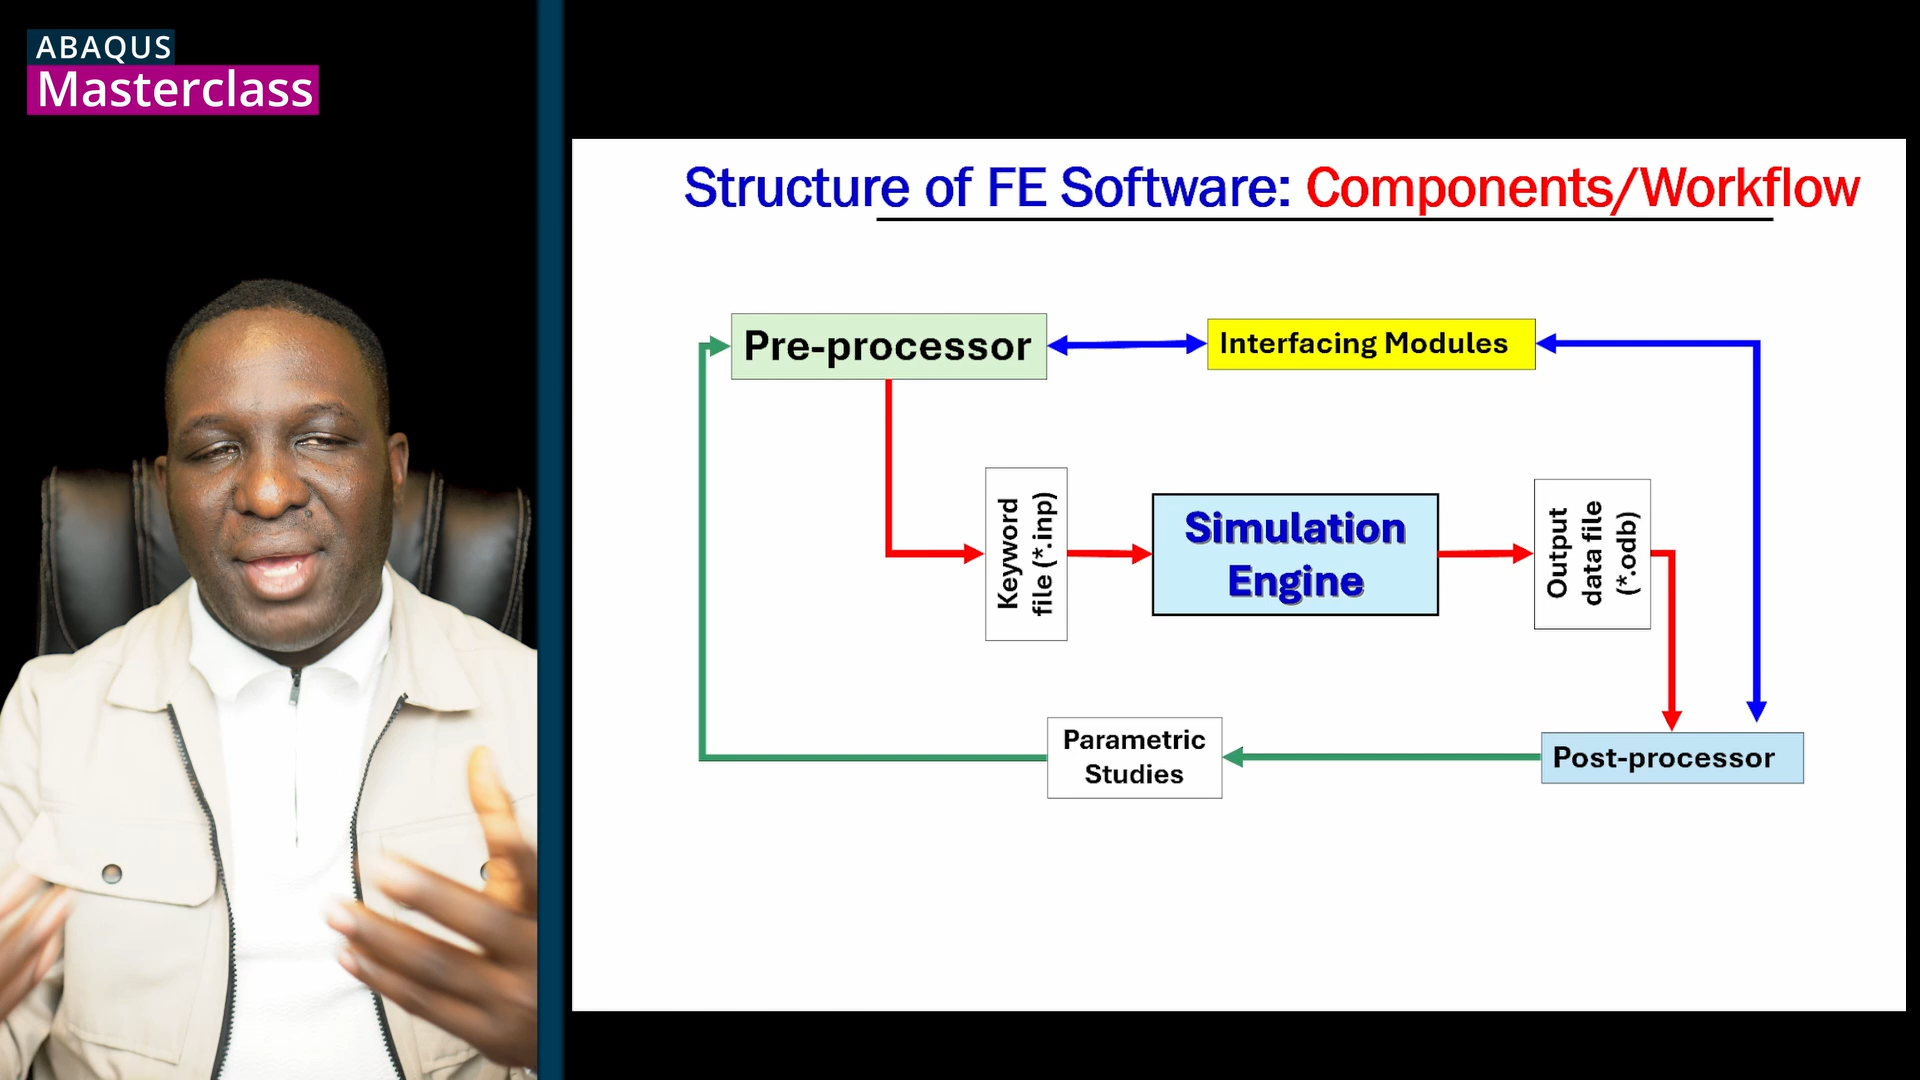 ABAQUS
Masterclass
Structure of FE Software: Components/Workflow
Pre-processor
Interfacing Modules
Keyword
file (*.inp)
Simulation
Engine
Output
data file
(*.odb)
Parametric
Studies
Post-processor